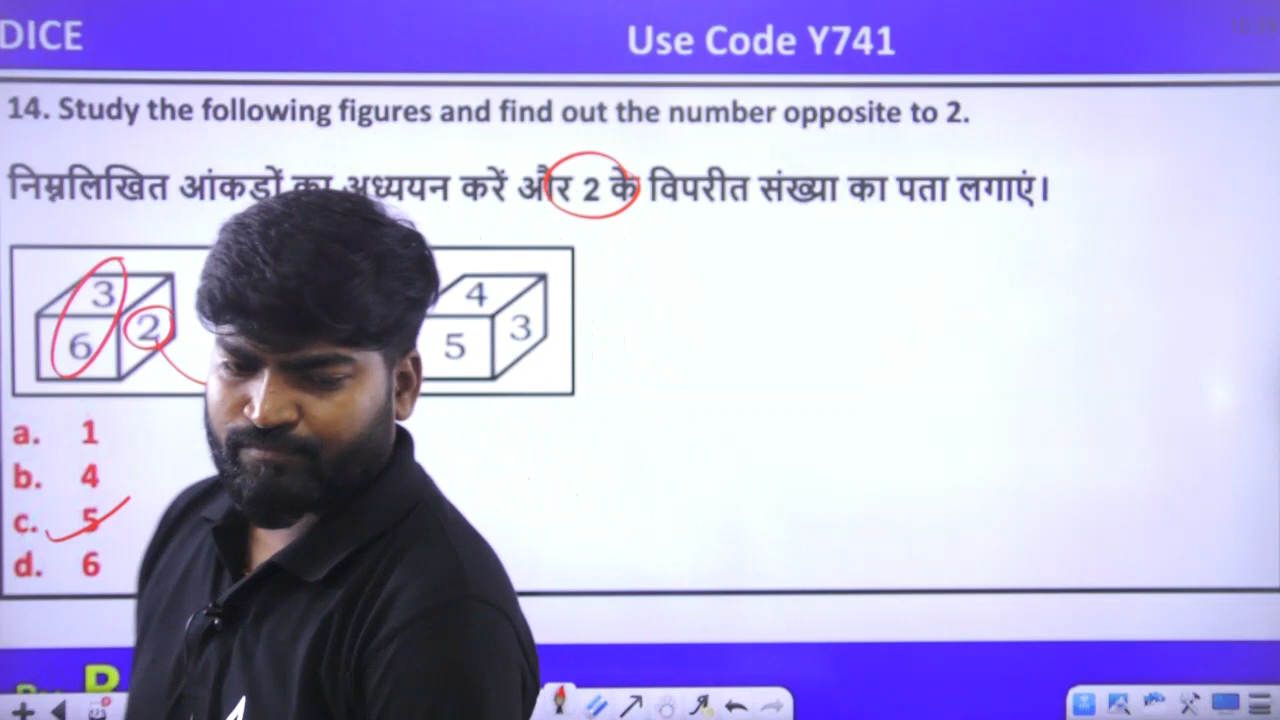 DICE
Use Code Y741
14. Study the following figures and find out the number opposite to 2.
निम्नलिखित आंकड़ों का अध्ययन करें और 2 के विपरीत संख्या का पता लगाएं।
3
6
2
4
5
3
a. 1
b. 4
c. 5
d. 6